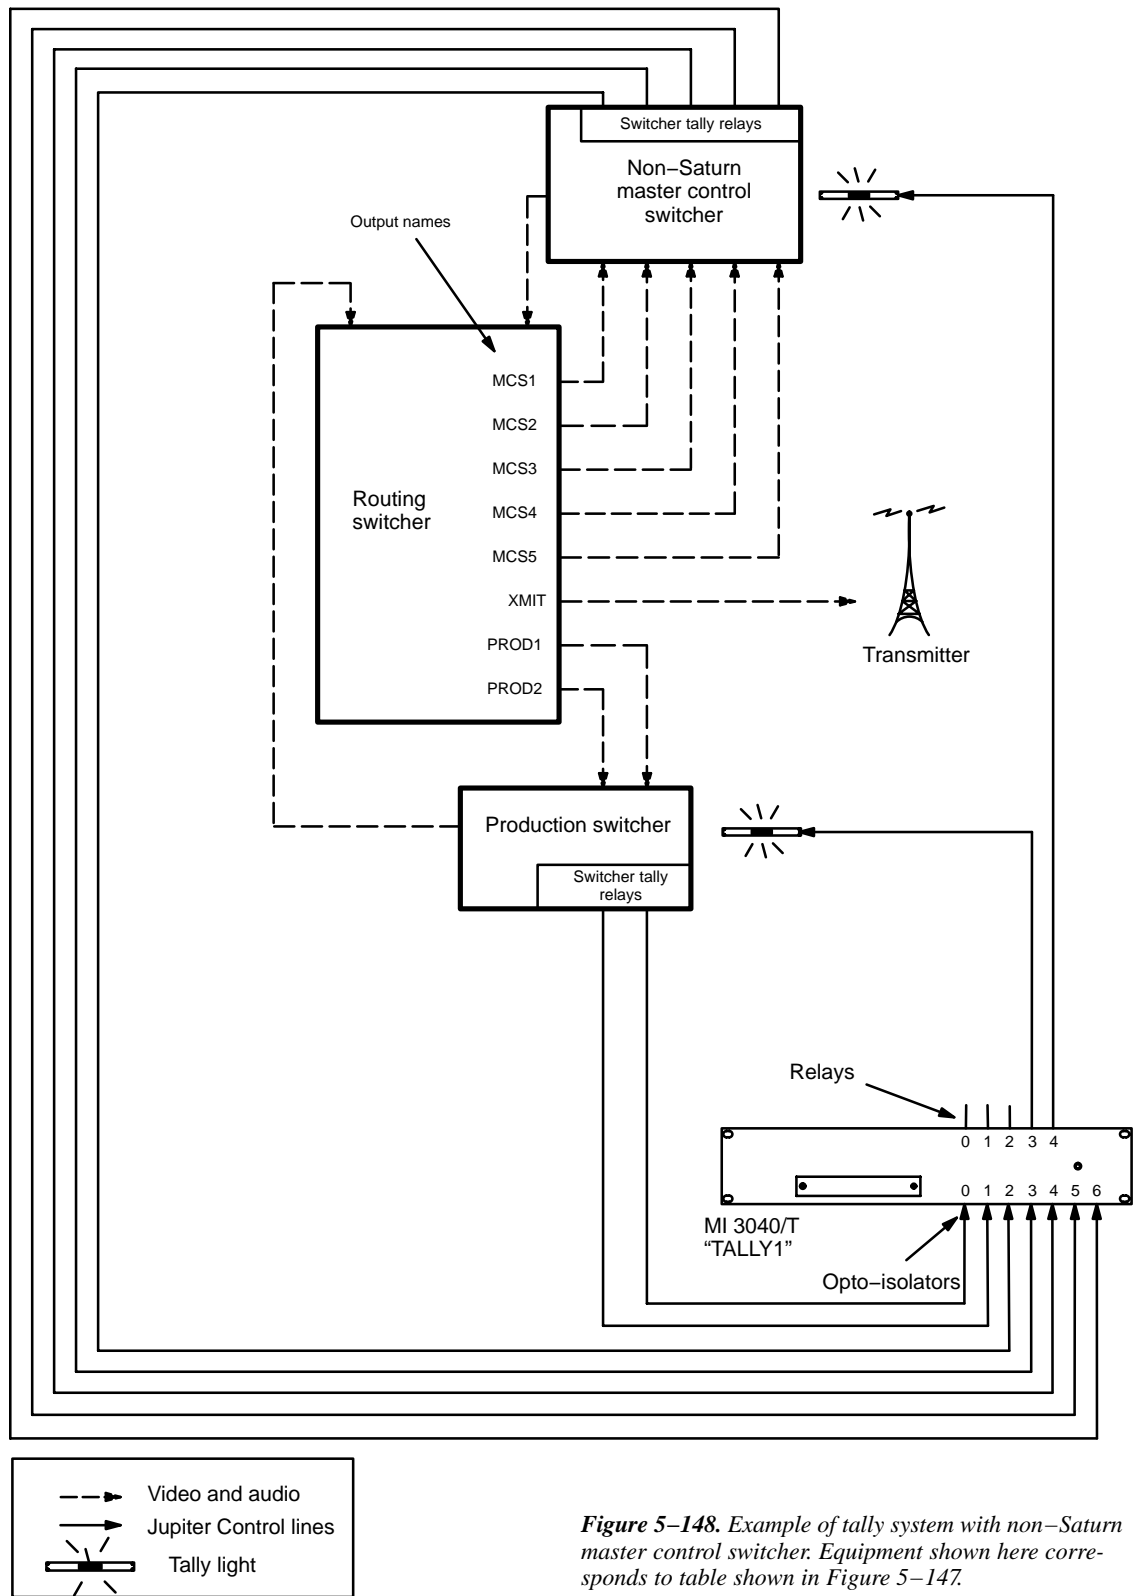 Switcher tally relays
Non–Saturn
master control
switcher
Output names
MCS1
MCS2
MCS3
MCS4
MCS5
XMIT
PROD1
PROD2
Routing
switcher
Transmitter
Production switcher
Switcher tally
relays
Relays
0 1 2 3 4
0 1 2 3 4 5 6
MI 3040/T
“TALLY1”
Opto–isolators
Video and audio
Jupiter Control lines
Tally light
Figure 5–148. Example of tally system with non–Saturn
master control switcher. Equipment shown here corre-
sponds to table shown in Figure 5–147.